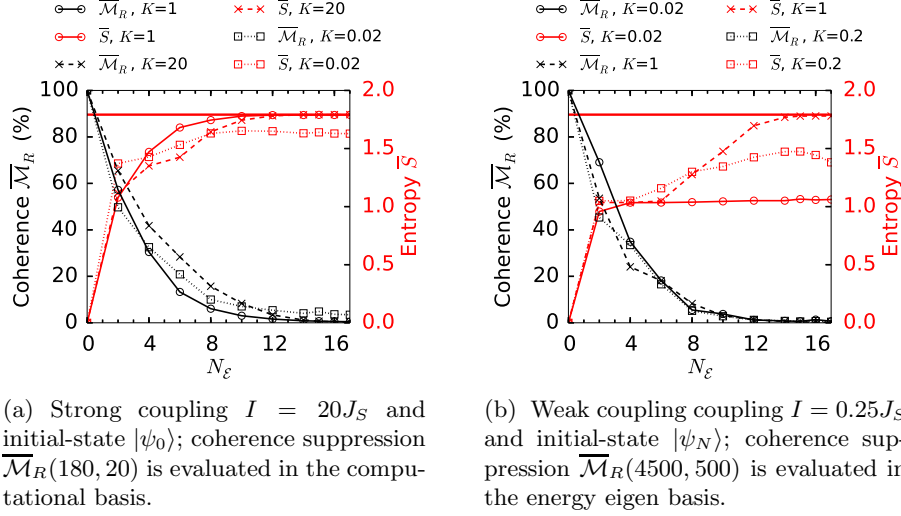 M̅_R , K=1
S̅, K=20
S̅, K=1
M̅_R , K=0.02
M̅_R , K=20
S̅, K=0.02
100
80
60
40
20
0
Coherence M̅_R (%)
2.0
1.5
1.0
0.5
0.0
Entropy S̅
0 4 8 12 16
N_ℰ
(a) Strong coupling I = 20J_S and
initial-state |ψ_0⟩; coherence suppression
M̅_R(180, 20) is evaluated in the compu-
tational basis.
M̅_R , K=0.02
S̅, K=1
S̅, K=0.02
M̅_R , K=0.2
M̅_R , K=1
S̅, K=0.2
100
80
60
40
20
0
Coherence M̅_R (%)
2.0
1.5
1.0
0.5
0.0
Entropy S̅
0 4 8 12 16
N_ℰ
(b) Weak coupling coupling I = 0.25J_S
and initial-state |ψ_N⟩; coherence sup-
pression M̅_R(4500, 500) is evaluated in
the energy eigen basis.